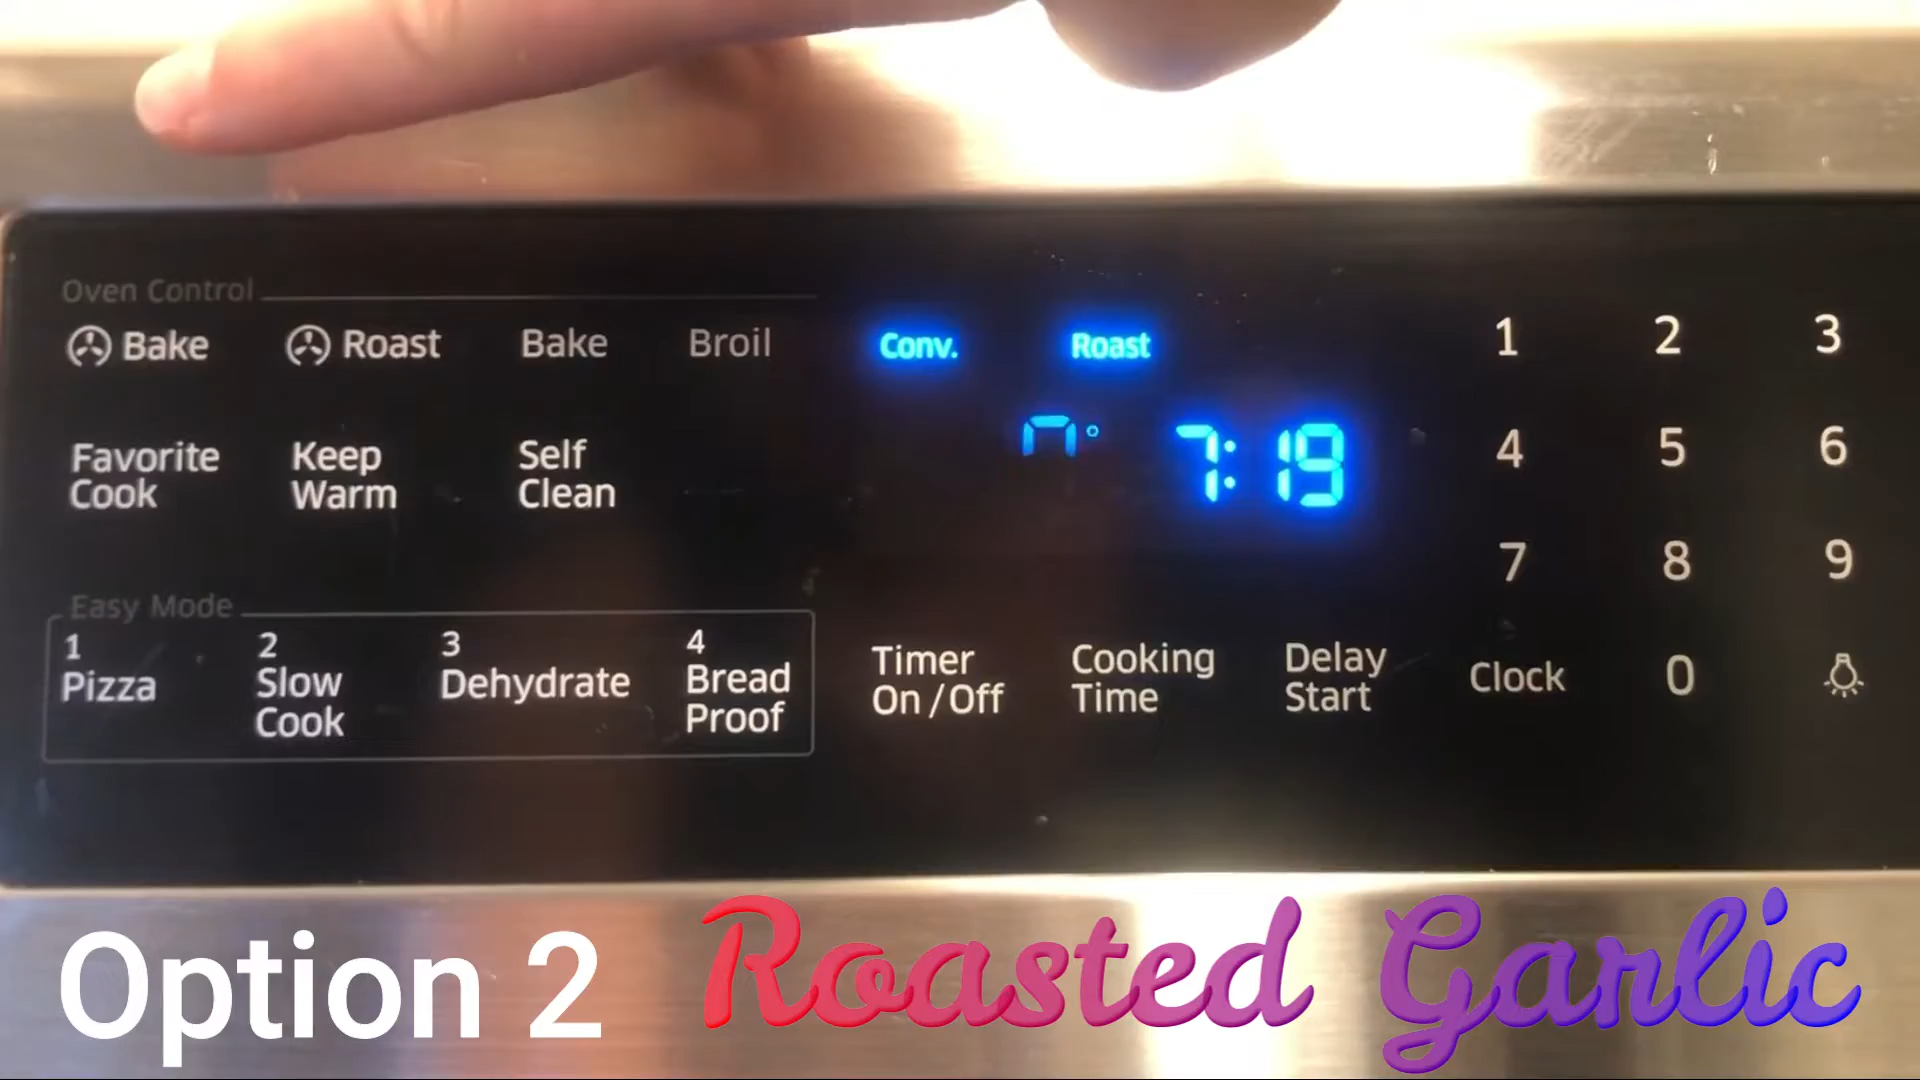 Oven Control
Bake Roast Bake Broil
Conv. Roast
1 2 3
Favorite Cook
Keep Warm
Self Clean
7:19
4 5 6
7 8 9
Easy Mode
1 Pizza
2 Slow Cook
3 Dehydrate
4 Bread Proof
Timer On/Off
Cooking Time
Delay Start
Clock 0
Option 2 Roasted Garlic